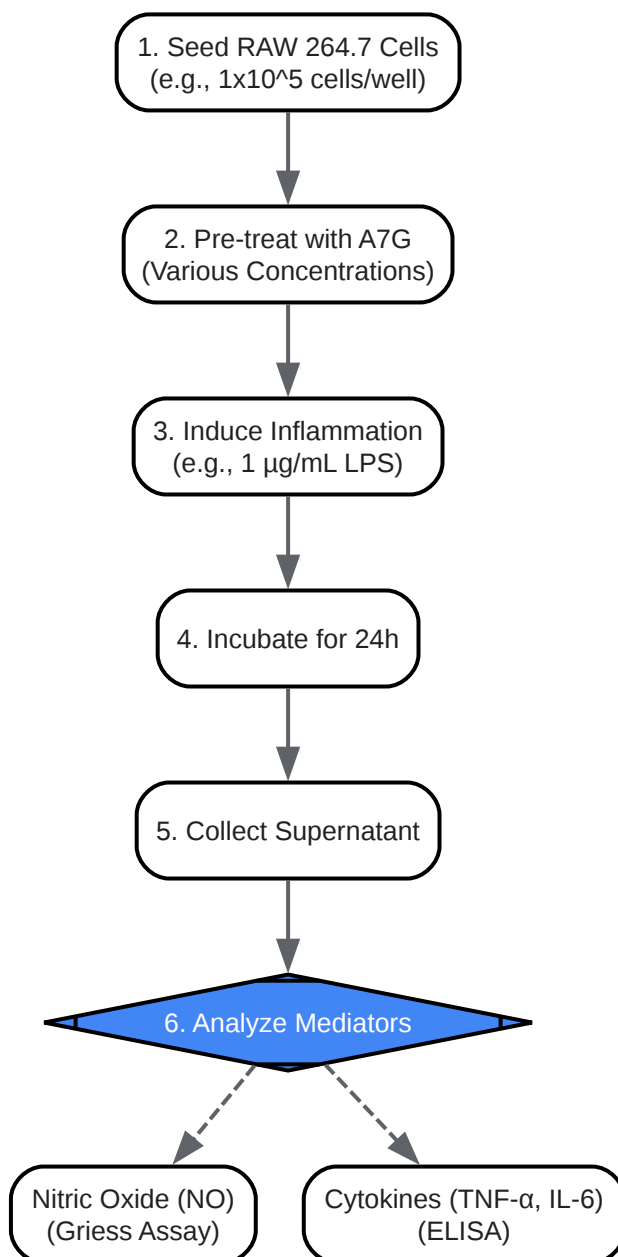 1. Seed RAW 264.7 Cells
(e.g., 1x10^5 cells/well)
2. Pre-treat with A7G
(Various Concentrations)
3. Induce Inflammation
(e.g., 1 µg/mL LPS)
4. Incubate for 24h
5. Collect Supernatant
6. Analyze Mediators
Nitric Oxide (NO)
(Griess Assay)
Cytokines (TNF-α, IL-6)
(ELISA)